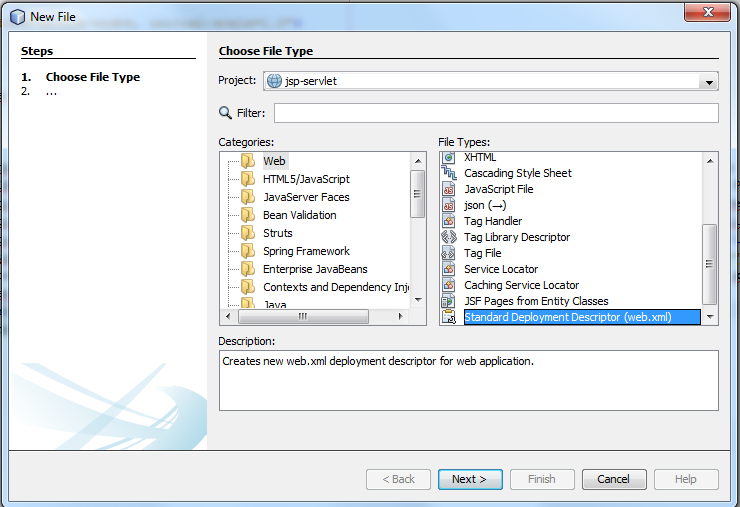 New File
Steps
1. Choose File Type
2. ...
Choose File Type
Project: jsp-servlet
Filter:
Categories:
Web
HTML5/JavaScript
JavaServer Faces
Bean Validation
Struts
Spring Framework
Enterprise JavaBeans
Contexts and Dependency Inj
Java
File Types:
XHTML
Cascading Style Sheet
JavaScript File
json (→)
Tag Handler
Tag Library Descriptor
Tag File
Service Locator
Caching Service Locator
JSF Pages from Entity Classes
Standard Deployment Descriptor (web.xml)
Description:
Creates new web.xml deployment descriptor for web application.
< Back Next > Finish Cancel Help